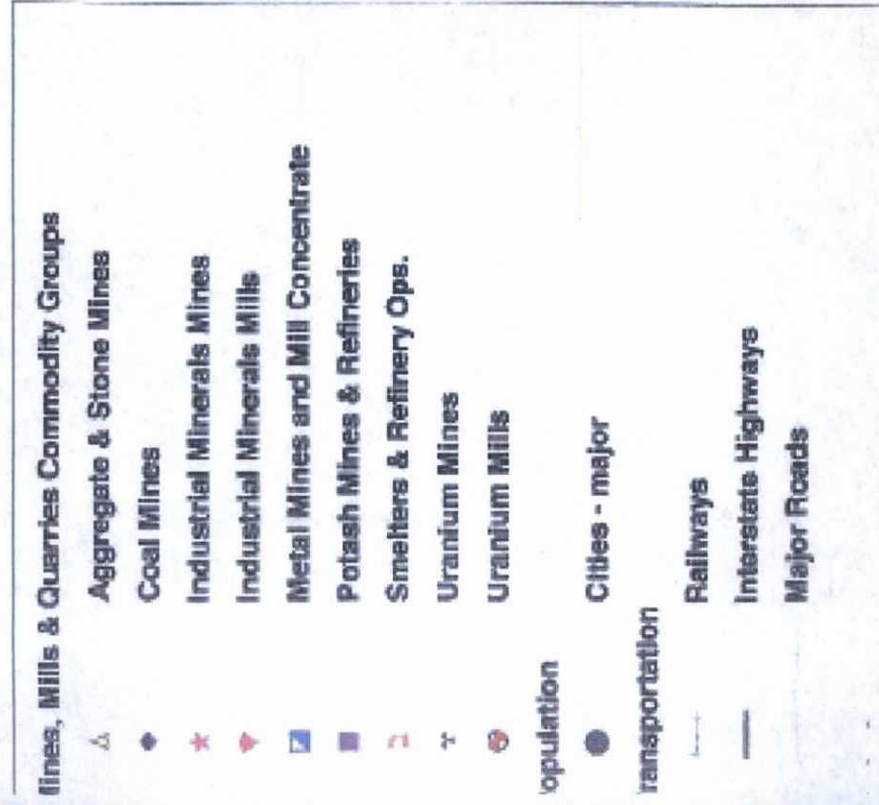 lines, Mills & Quarries Commodity Groups
Aggregate & Stone Mines
Coal Mines
Industrial Minerals Mines
Industrial Minerals Mills
Metal Mines and Mill Concentrate
Potash Mines & Refineries
Smelters & Refinery Ops.
Uranium Mines
Uranium Mills
opulation
Cities - major
ransportation
Railways
Interstate Highways
Major Roads